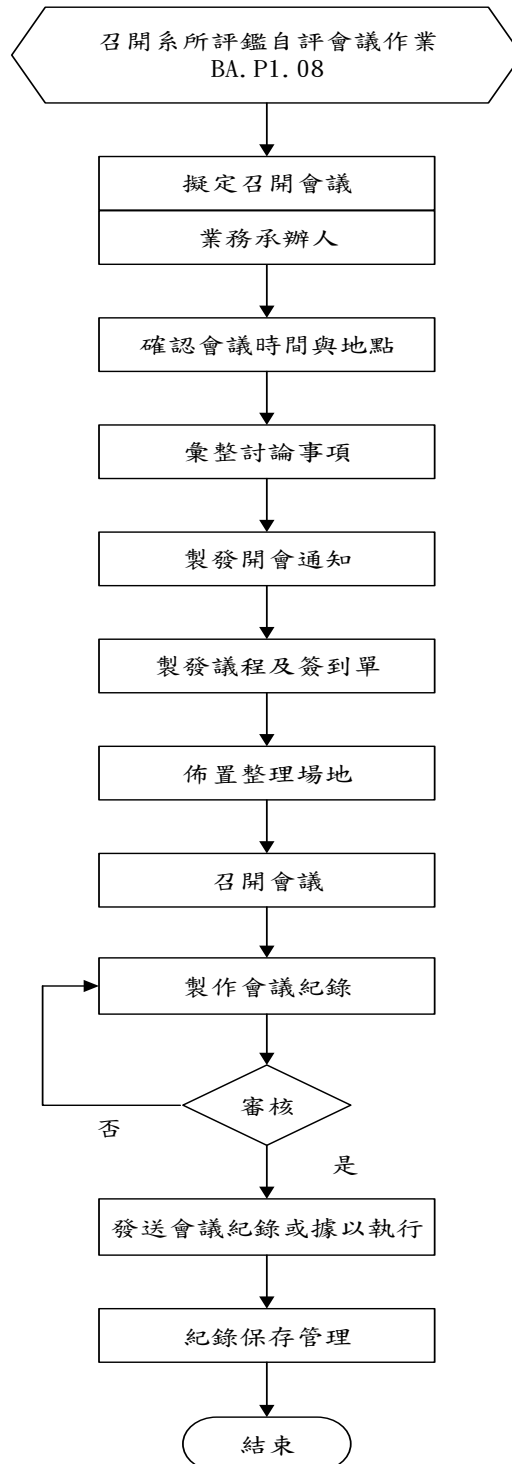 召開系所評鑑自評會議作業
BA.P1.08
擬定召開會議
業務承辦人
確認會議時間與地點
彙整討論事項
製發開會通知
製發議程及簽到單
佈置整理場地
召開會議
製作會議紀錄
審核
否
是
發送會議紀錄或據以執行
紀錄保存管理
結束